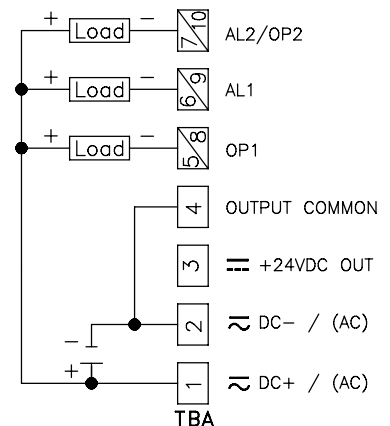 + Load − 7/10 AL2/OP2
+ Load − 6/9 AL1
+ Load − 5/8 OP1
4 OUTPUT COMMON
3 +24VDC OUT
− 2 DC− / (AC)
+ 1 DC+ / (AC)
TBA